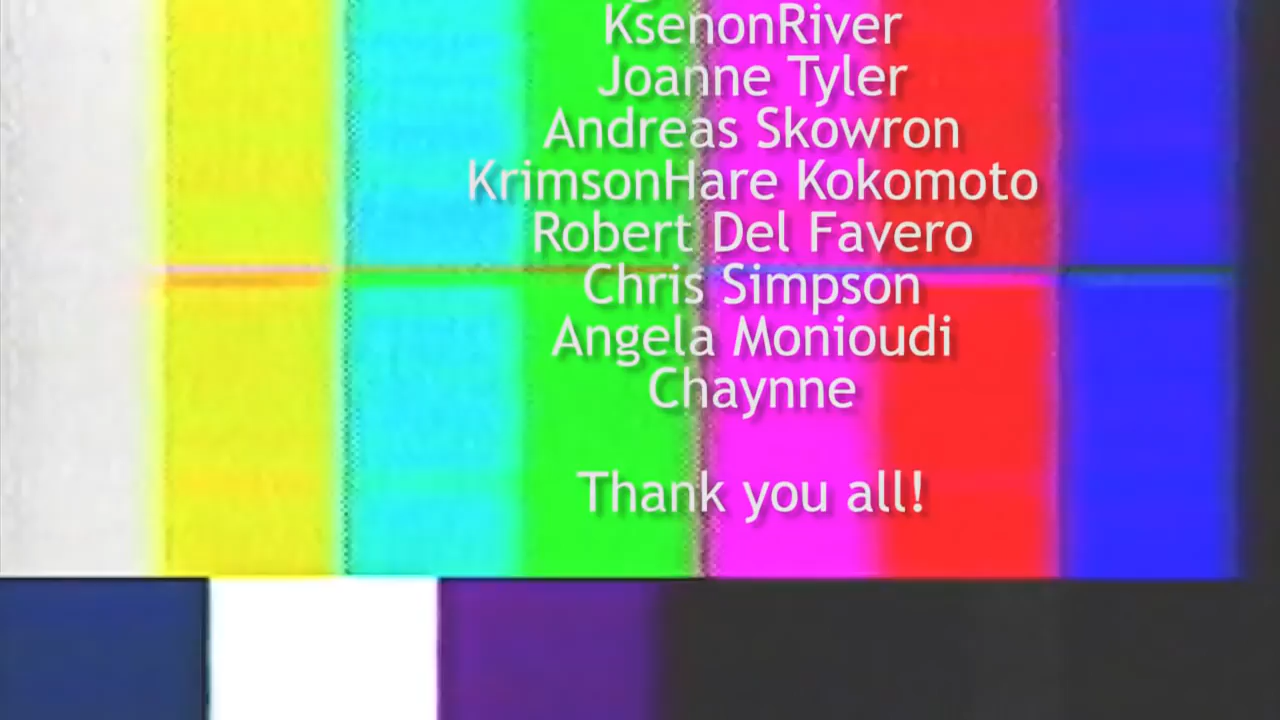 KsenonRiver
Joanne Tyler
Andreas Skowron
KrimsonHare Kokomoto
Robert Del Favero
Chris Simpson
Angela Monioudi
Chaynne
Thank you all!